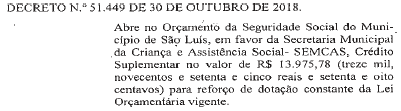 DECRETO N.º 51.449 DE 30 DE OUTUBRO DE 2018.
Abre no Orçamento da Seguridade Social do Muni-
cípio de São Luís, em favor da Secretaria Municipal
da Criança e Assistência Social- SEMCAS, Crédito
Suplementar no valor de R$ 13.975,78 (treze mil,
novecentos e setenta e cinco reais e setenta e oito
centavos) para reforço de dotação constante da Lei
Orçamentária vigente.